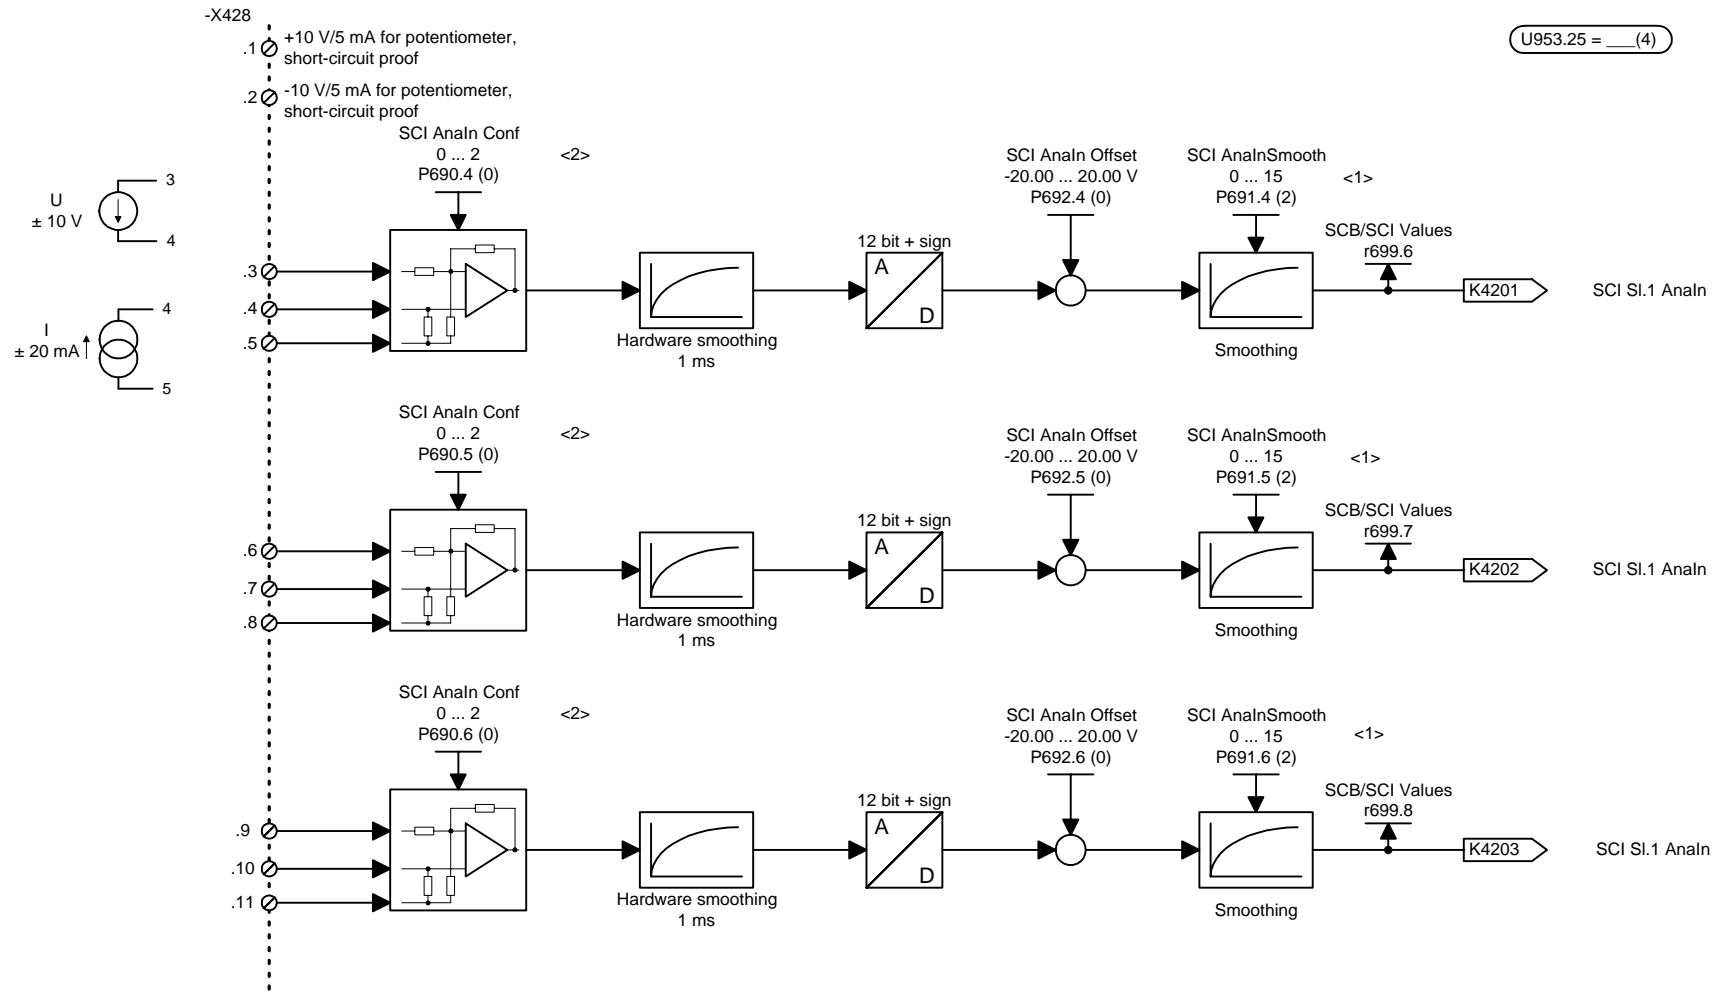 -X428
.1
+10 V/5 mA for potentiometer,
short-circuit proof
U953.25 = ___(4)
.2
-10 V/5 mA for potentiometer,
short-circuit proof
SCI AnaIn Conf
0 ... 2
P690.4 (0)
<2>
SCI AnaIn Offset
-20.00 ... 20.00 V
P692.4 (0)
SCI AnaInSmooth
0 ... 15
P691.4 (2)
<1>
U
± 10 V
3
4
I
± 20 mA
4
5
.3
.4
.5
Hardware smoothing
1 ms
12 bit + sign
A
D
Smoothing
SCB/SCI Values
r699.6
K4201
SCI Sl.1 AnaIn
SCI AnaIn Conf
0 ... 2
P690.5 (0)
<2>
SCI AnaIn Offset
-20.00 ... 20.00 V
P692.5 (0)
SCI AnaInSmooth
0 ... 15
P691.5 (2)
<1>
.6
.7
.8
Hardware smoothing
1 ms
12 bit + sign
A
D
Smoothing
SCB/SCI Values
r699.7
K4202
SCI Sl.1 AnaIn
SCI AnaIn Conf
0 ... 2
P690.6 (0)
<2>
SCI AnaIn Offset
-20.00 ... 20.00 V
P692.6 (0)
SCI AnaInSmooth
0 ... 15
P691.6 (2)
<1>
.9
.10
.11
Hardware smoothing
1 ms
12 bit + sign
A
D
Smoothing
SCB/SCI Values
r699.8
K4203
SCI Sl.1 AnaIn